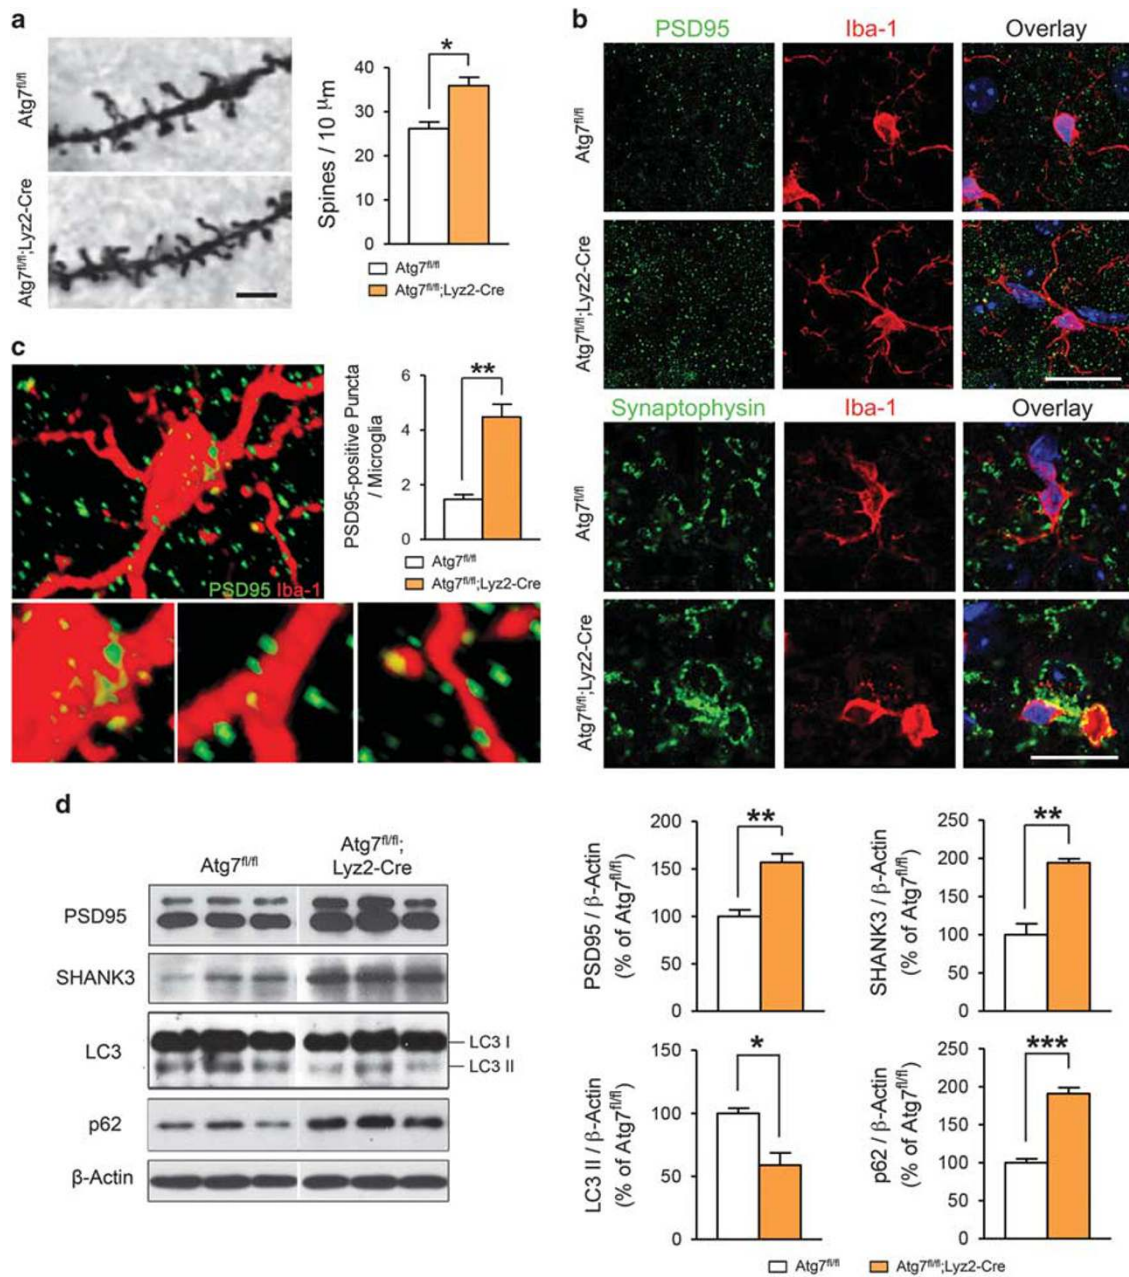 a
Atg7fl/fl
Atg7fl/fl;Lyz2-Cre
Spines / 10 µm
40
30
20
10
0
*
Atg7fl/fl
Atg7fl/fl;Lyz2-Cre
b
PSD95 Iba-1 Overlay
Atg7fl/fl
Atg7fl/fl;Lyz2-Cre
Synaptophysin Iba-1 Overlay
Atg7fl/fl
Atg7fl/fl;Lyz2-Cre
c
PSD95 Iba-1
PSD95-positive Puncta
/ Microglia
6
4
2
0
**
Atg7fl/fl
Atg7fl/fl;Lyz2-Cre
d
Atg7fl/fl
Atg7fl/fl;
Lyz2-Cre
PSD95
SHANK3
LC3
LC3 I
LC3 II
p62
β-Actin
PSD95 / β-Actin
(% of Atg7fl/fl)
200
150
100
50
0
**
SHANK3 / β-Actin
(% of Atg7fl/fl)
250
200
150
100
50
0
**
LC3 II / β-Actin
(% of Atg7fl/fl)
150
100
50
0
*
p62 / β-Actin
(% of Atg7fl/fl)
250
200
150
100
50
0
***
Atg7fl/fl Atg7fl/fl;Lyz2-Cre